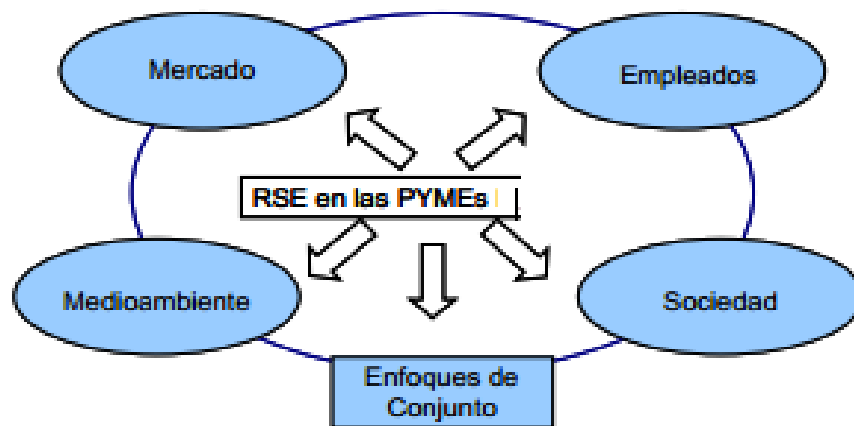 Mercado
Empleados
RSE en las PYMEs
Medioambiente
Sociedad
Enfoques de
Conjunto